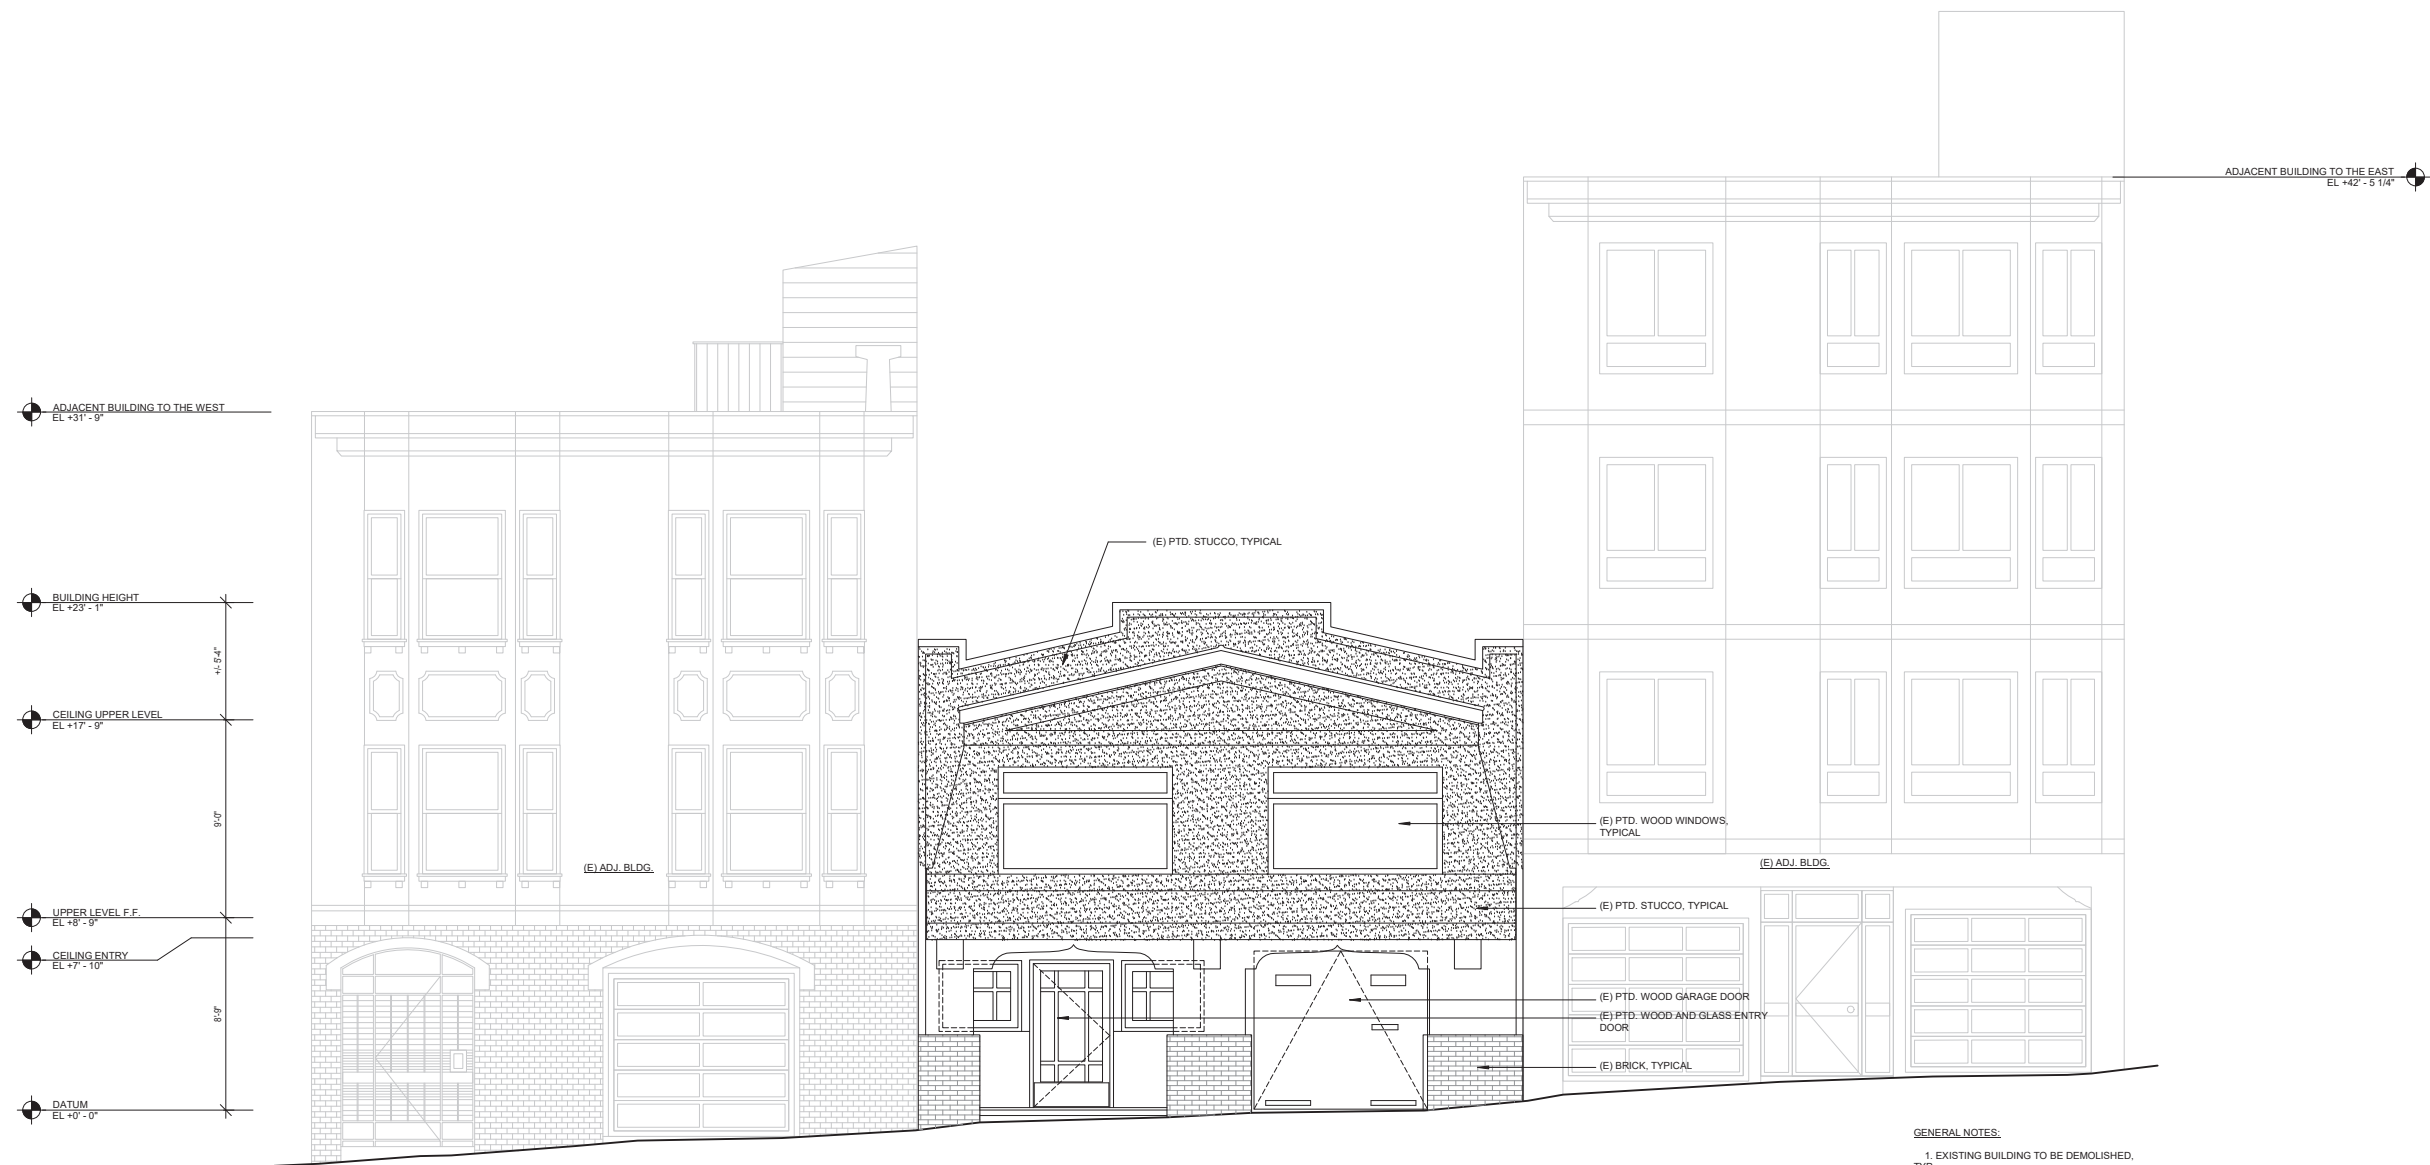 ADJACENT BUILDING TO THE EAST
EL +42' - 5 1/4"
ADJACENT BUILDING TO THE WEST
EL +31' - 9"
(E) PTD. STUCCO, TYPICAL
BUILDING HEIGHT
EL +23' - 1"
+/- 5'-4"
CEILING UPPER LEVEL
EL +17' - 9"
9'-0"
(E) PTD. WOOD WINDOWS,
TYPICAL
(E) ADJ. BLDG.
(E) ADJ. BLDG.
UPPER LEVEL F.F.
EL +8' - 9"
(E) PTD. STUCCO, TYPICAL
CEILING ENTRY
EL +7' - 10"
8'-9"
(E) PTD. WOOD GARAGE DOOR
(E) PTD. WOOD AND GLASS ENTRY
DOOR
(E) BRICK, TYPICAL
DATUM
EL +0' - 0"
GENERAL NOTES:
1. EXISTING BUILDING TO BE DEMOLISHED,